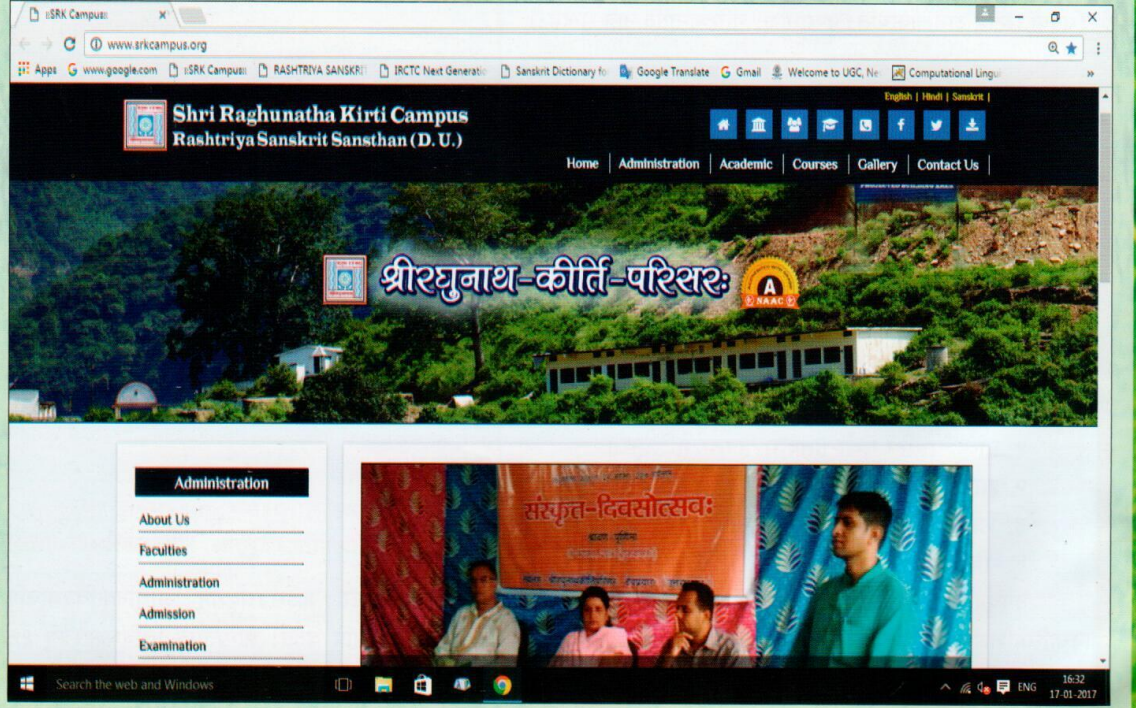 SRK Campus
www.srkcampus.org
Apps www.google.com SRK Campus RASHTRIYA SANSKRI IRCTC Next Generatio Sanskrit Dictionary fo Google Translate Gmail Welcome to UGC, Ne Computational Lingu »
English | Hindi | Sanskrit |
Shri Raghunatha Kirti Campus
Rashtriya Sanskrit Sansthan (D. U.)
Home | Administration | Academic | Courses | Gallery | Contact Us |
श्रीरघुनाथ-कीर्ति-परिसरः
A
NAAC
Administration
About Us
Faculties
Administration
Admission
Examination
संस्कृत-दिवसोत्सवः
श्रावण - पूर्णिमा
Search the web and Windows
ENG
16:32
17-01-2017